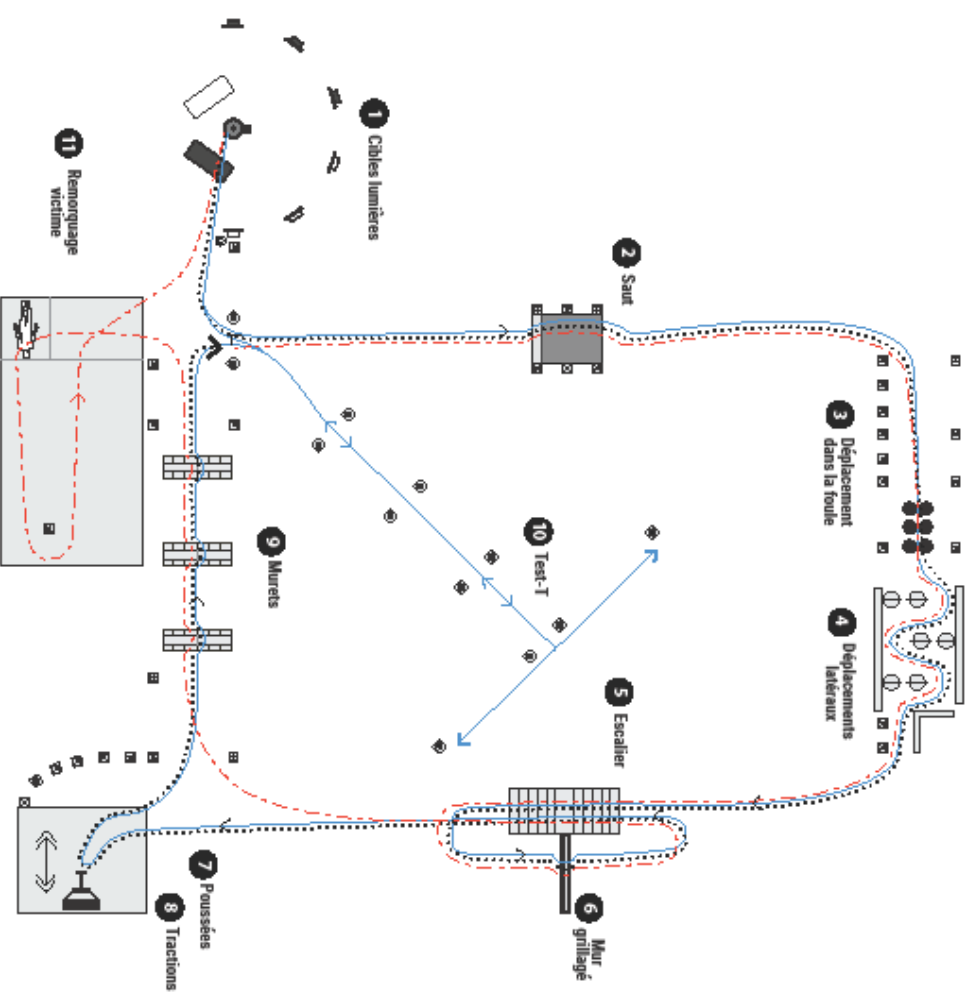 1 Cibles lumières
2 Saut
3 Déplacement
dans la foule
4 Déplacements
latéraux
5 Escalier
6 Mur
grillagé
7 Poussées
8 Tractions
9 Murets
10 Test-T
11 Remorquage
victime